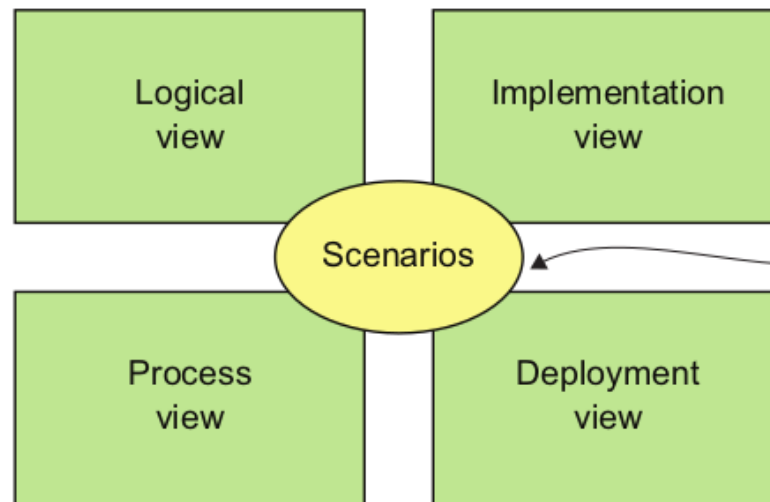 Logical
view
Implementation
view
Scenarios
Process
view
Deployment
view